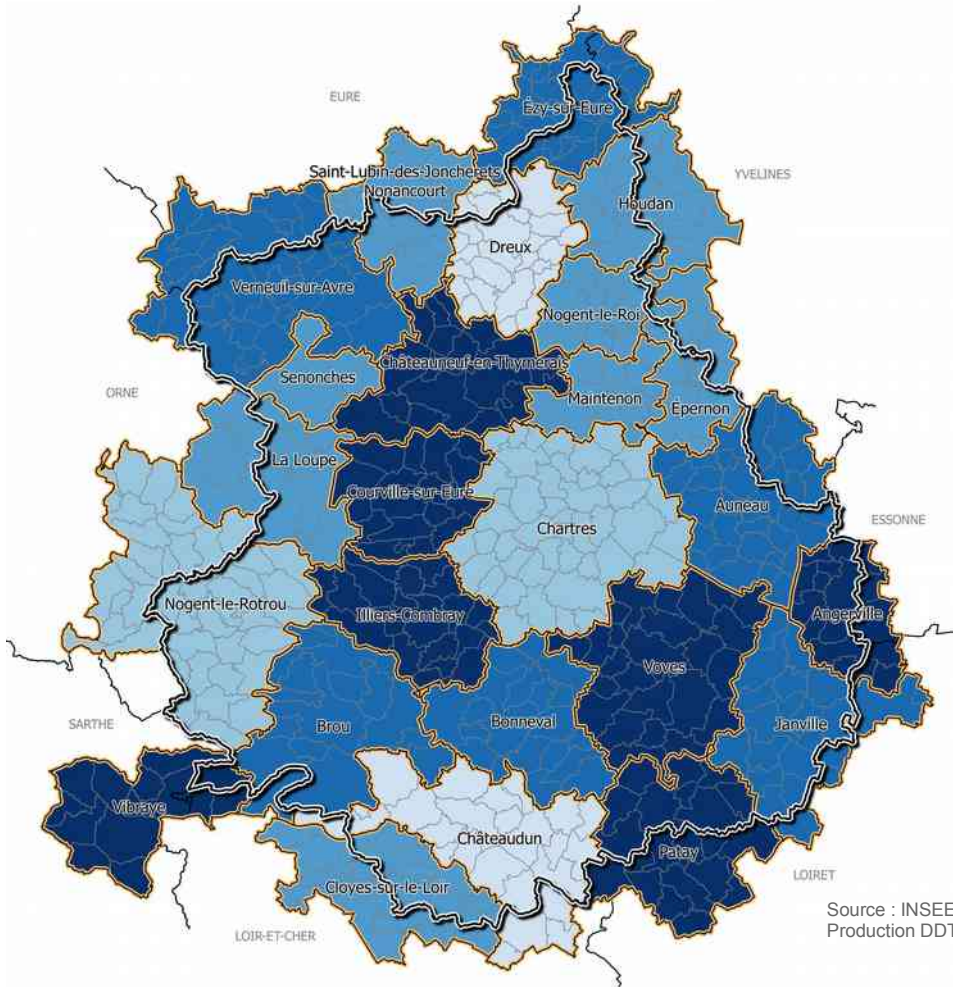 EURE
Ézy-sur-Eure
Saint-Lubin-des-Joncherets
Nonancourt
YVELINES
Houdan
Dreux
Verneuil-sur-Avre
Nogent-le-Roi
Châteauneuf-en-Thymerais
Senonches
ORNE
Maintenon
Épernon
La Loupe
Courville-sur-Eure
Auneau
Chartres
ESSONNE
Nogent-le-Rotrou
Illiers-Combray
Angerville
Voves
SARTHE
Brou
Bonneval
Janville
Vibraye
Châteaudun
Patay
LOIRET
Cloyes-sur-le-Loir
LOIR-ET-CHER
Source : INSEE
Production DDT